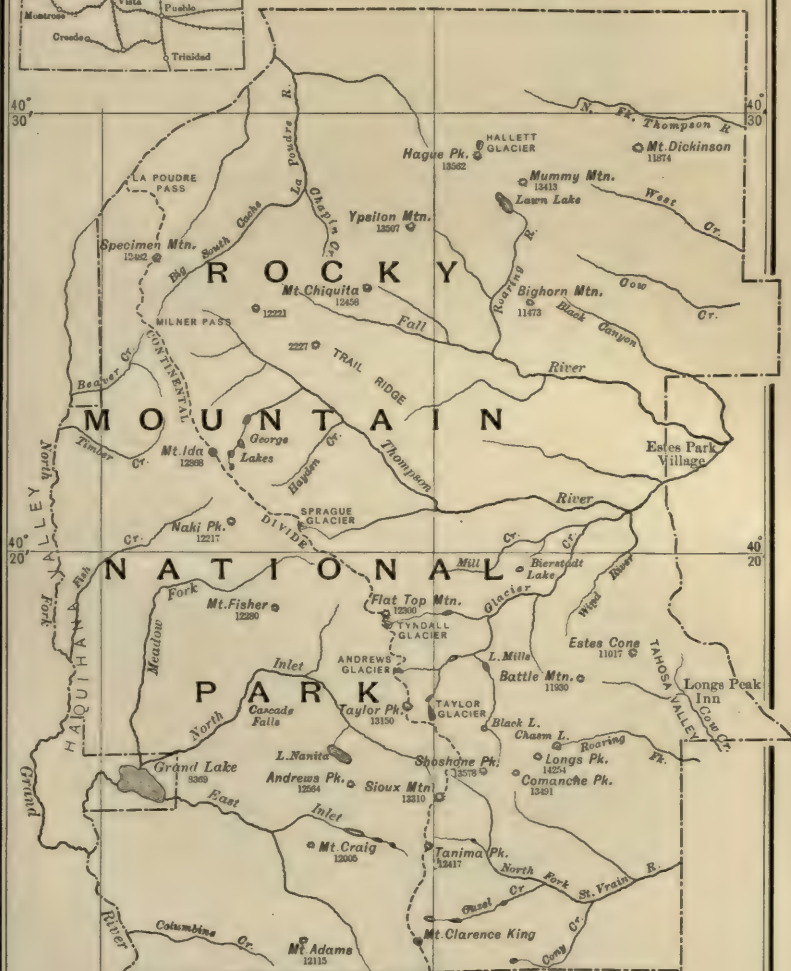 Montrose
Vista
Pueblo
Creede
Trinidad
40°
30'
40°
30'
N. Fk. Thompson R
La Poudre R.
HALLETT
GLACIER
Hague Pk.
13562
Mt.Dickinson
11874
LA POUDRE
PASS
Mummy Mtn.
13413
Lawn Lake
West Cr.
Big South Cache
Chapin Cr.
Ypsilon Mtn.
13507
Specimen Mtn.
12482
Roaring R.
ROCKY
Mt.Chiquita
12458
Cow Cr.
Bighorn Mtn.
11473
Black Canyon
12221
MILNER PASS
Fall River
2227
TRAIL RIDGE
CONTINENTAL
Beaver Cr.
MOUNTAIN
George
Lakes
Timber Cr.
Mt.Ida
12868
Hayden Cr.
Thompson River
Estes Park
Village
North Fork
VALLEY
SPRAGUE
GLACIER
DIVIDE
Naki Pk.
12217
Fish Cr.
40°
20'
40°
20'
Mill Cr.
Cr.
Bierstadt
Lake
Wind River
NATIONAL
Fork
Meadow
Mt.Fisher
12280
Flat Top Mtn.
12300
TYNDALL
GLACIER
Glacier
Estes Cone
11017
ANDREWS
GLACIER
L.Mills
Battle Mtn.
11930
TAHOSA
VALLEY
HAIQUIHANA
Inlet
PARK
North
Cascade
Falls
Taylor Pk.
13150
TAYLOR
GLACIER
Longs Peak
Inn
Cow Cr.
Black L.
Chasm L.
Roaring Fk.
L.Nanita
Shoshone Pk.
13578
Longs Pk.
14254
Grand Lake
8369
Grand
Andrews Pk.
12564
Sioux Mtn
13310
Comanche Pk.
13491
East Inlet
Mt.Craig
12005
Tanima Pk.
12417
North Fork St. Vrain R.
Ouzel Cr
River
Columbine Cr.
Mt.Adams
12115
Mt.Clarence King
Cony Cr.